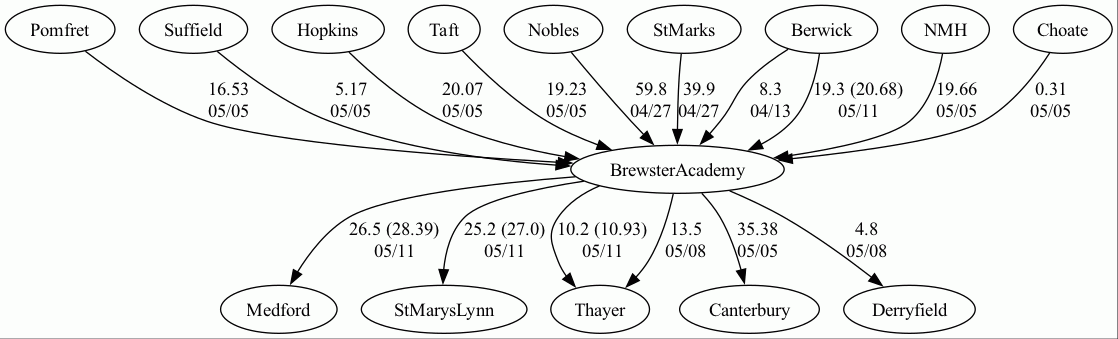 Pomfret Suffield Hopkins Taft Nobles StMarks Berwick NMH Choate
16.53 5.17 20.07 19.23 59.8 39.9 8.3 19.3 (20.68) 19.66 0.31
05/05 05/05 05/05 05/05 04/27 04/27 04/13 05/11 05/05 05/05
BrewsterAcademy
26.5 (28.39) 25.2 (27.0) 10.2 (10.93) 13.5 35.38 4.8
05/11 05/11 05/11 05/08 05/05 05/08
Medford StMarysLynn Thayer Canterbury Derryfield